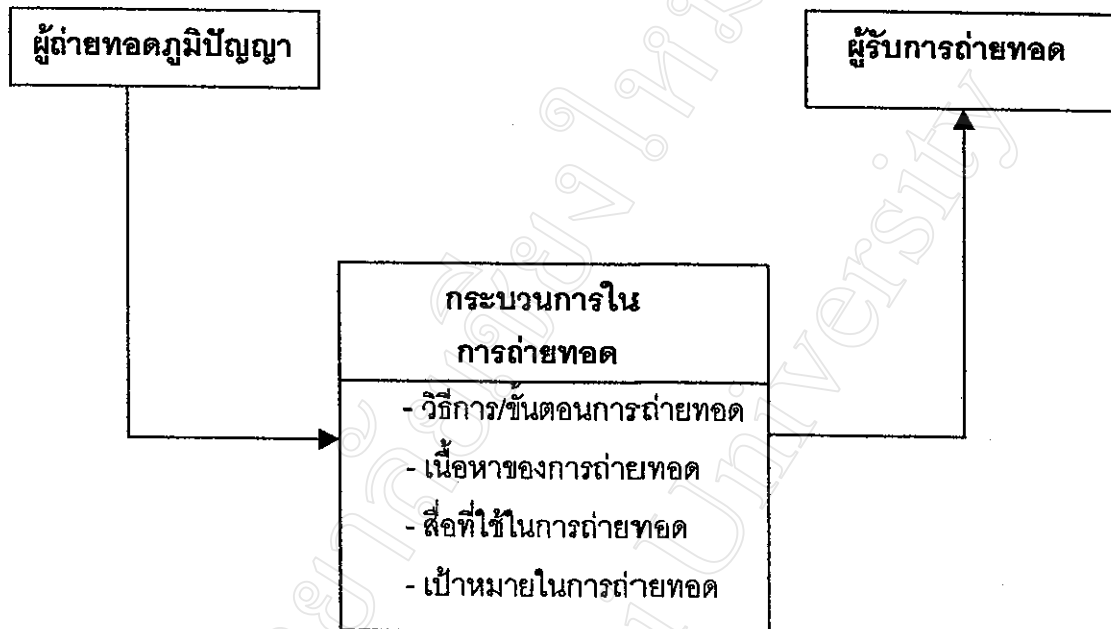 ผู้ถ่ายทอดภูมิปัญญา
ผู้รับการถ่ายทอด
กระบวนการใน
การถ่ายทอด
- วิธีการ/ขั้นตอนการถ่ายทอด
- เนื้อหาของการถ่ายทอด
- สื่อที่ใช้ในการถ่ายทอด
- เป้าหมายในการถ่ายทอด
University